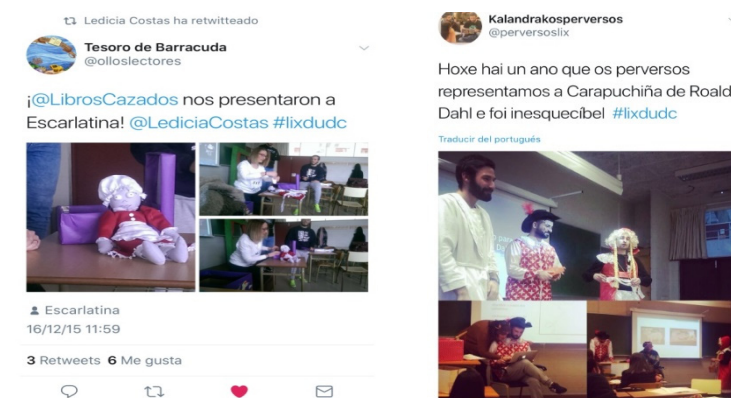 Ledicia Costas ha retwitteado
Tesoro de Barracuda
@olloslectores
¡@LibrosCazados nos presentaron a
Escarlatina! @LediciaCostas #lixdudc
Escarlatina
16/12/15 11:59
3 Retweets 6 Me gusta
Kalandrakosperversos
@perversoslix
Hoxe hai un ano que os perversos
representamos a Carapuchiña de Roald
Dahl e foi inesquecíbel #lixdudc
Traducir del portugués